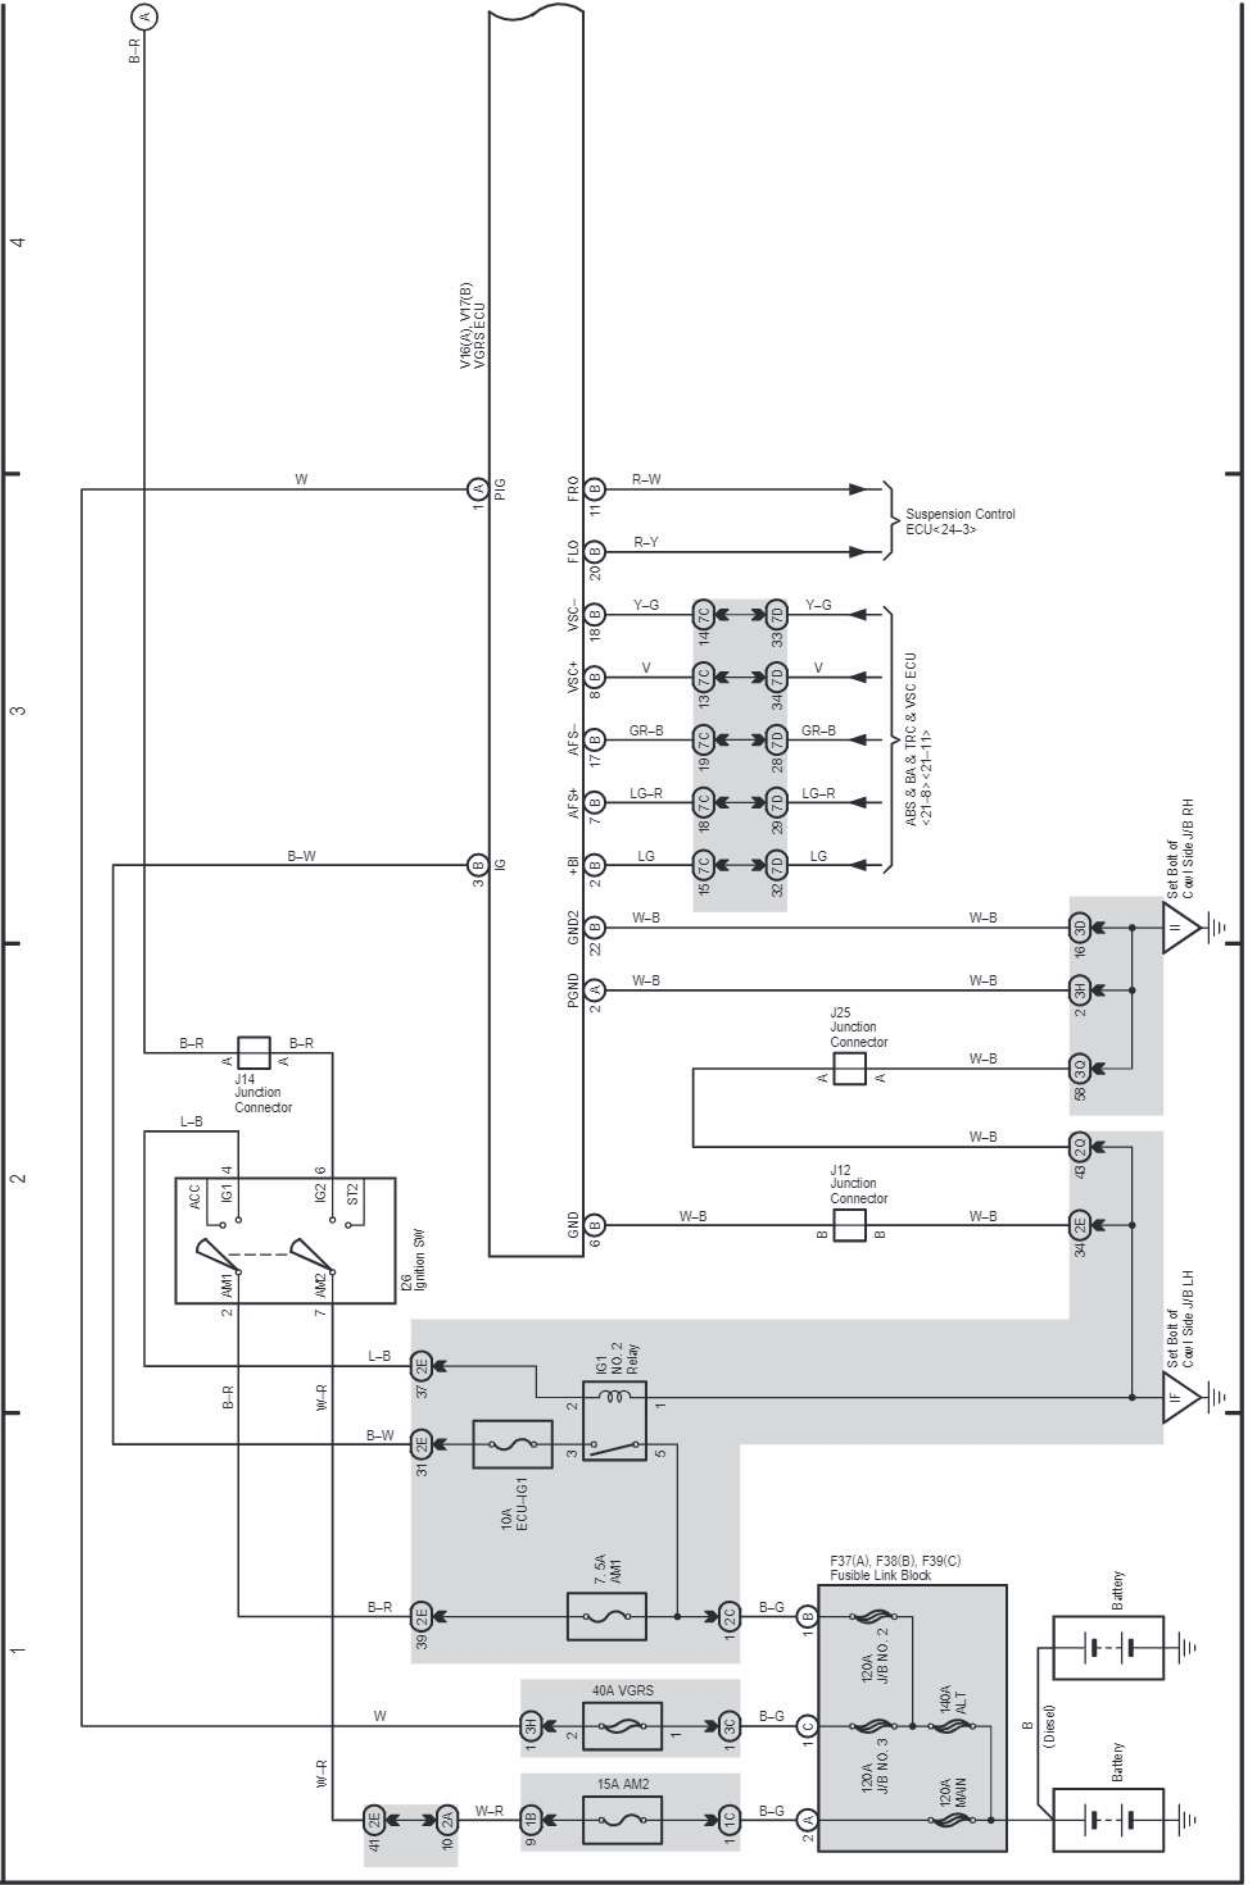 A
B–R
4
V16(A), V17(B)
VGRS ECU
W
1 A
PIG
FRO
11 B
R–W
Suspension Control
ECU<24–3>
FLO
20 B
R–Y
VSC–
18 B
Y–G
14 7C
33 7D
Y–G
VSC+
8 B
V
13 7C
34 7D
V
3
AFS–
17 B
GR–B
19 7C
28 7D
GR–B
AFS+
7 B
LG–R
18 7C
29 7D
LG–R
ABS & BA & TRC & VSC ECU
<21–8><21–11>
B–W
3 B
IG
+BI
2 B
LG
15 7C
32 7D
LG
GND2
22 B
W–B
W–B
16 3D
II
Set Bolt of
Cowl Side J/B RH
PGND
2 A
W–B
W–B
2 3H
J25
Junction
Connector
A
A
W–B
58 3Q
B–R
A
A
B–R
J14
Junction
Connector
L–B
W–B
43 2Q
2
ACC
IG1
4
IG2
6
ST2
AM1
2
AM2
7
I26
Ignition SW
GND
6 B
W–B
J12
Junction
Connector
B
B
W–B
34 2E
IF
Set Bolt of
Cowl Side J/B LH
L–B
37 2E
IG1
NO. 2
Relay
2
1
3
5
B–R
W–R
B–W
31 2E
10A
ECU–IG1
7. 5A
AM1
B–R
39 2E
1 2C
B–G
1 B
F37(A), F38(B), F39(C)
Fusible Link Block
120A
J/B NO. 2
1
W
1 3H
40A VGRS
2
1
1 3C
B–G
1 C
120A
J/B NO. 3
140A
ALT
B
(Diesel)
Battery
W–R
41 2E
10 2A
W–R
9 1B
15A AM2
1 1C
B–G
2 A
120A
MAIN
Battery